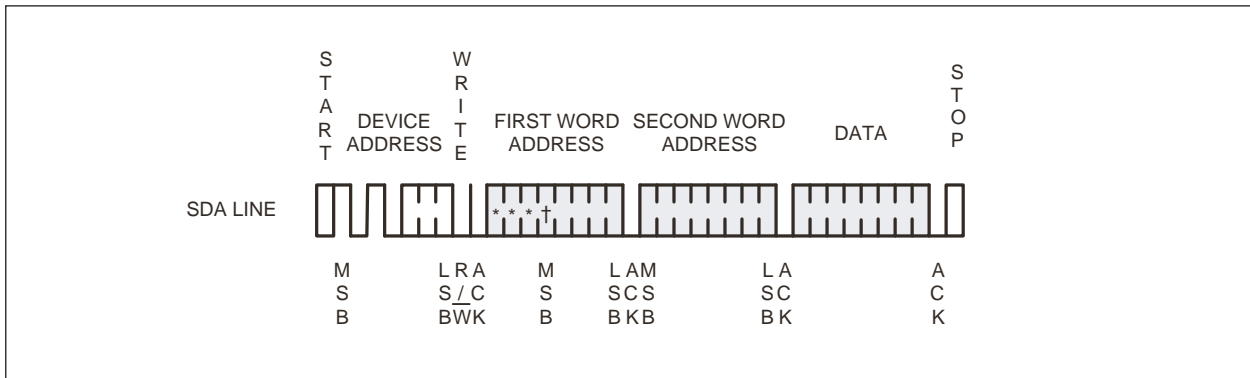 START
WRITE
STOP
DEVICE
ADDRESS
FIRST WORD
ADDRESS
SECOND WORD
ADDRESS
DATA
SDA LINE
* * * †
MSB
LSB
R/W
ACK
MSB
LSB
ACK
MSB
LSB
ACK
ACK